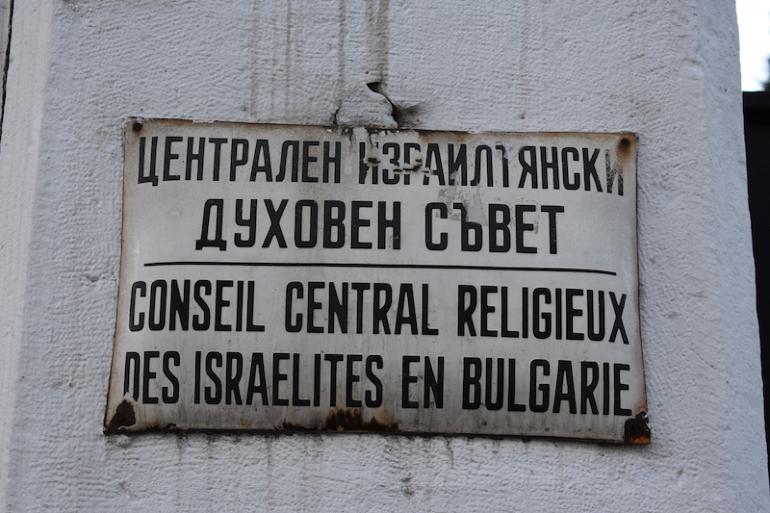 ЦЕНТРАЛЕН ИЗРАИЛТЯНСКИ
ДУХОВЕН СЪВЕТ
CONSEIL CENTRAL RELIGIEUX
DES ISRAELITES EN BULGARIE